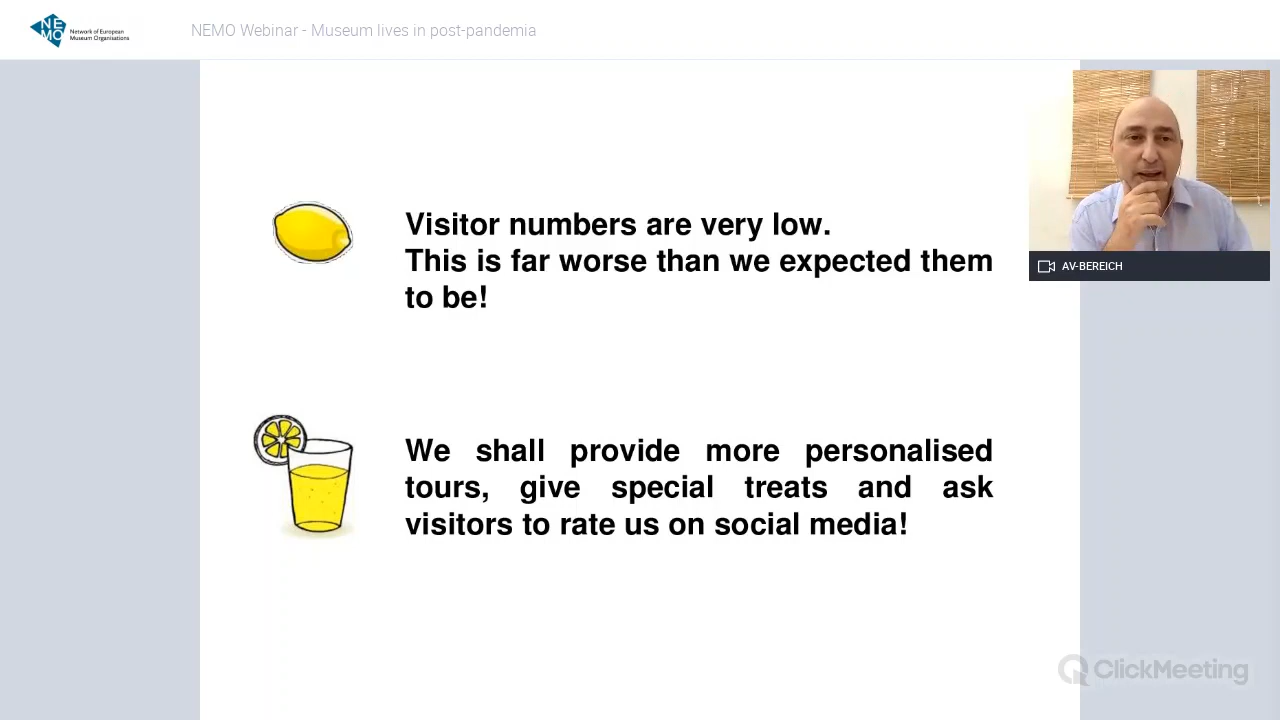 NEMO
Network of European
Museum Organisations
NEMO Webinar - Museum lives in post-pandemia
Visitor numbers are very low.
This is far worse than we expected them
to be!
AV-BEREICH
We shall provide more personalised
tours, give special treats and ask
visitors to rate us on social media!
ClickMeeting